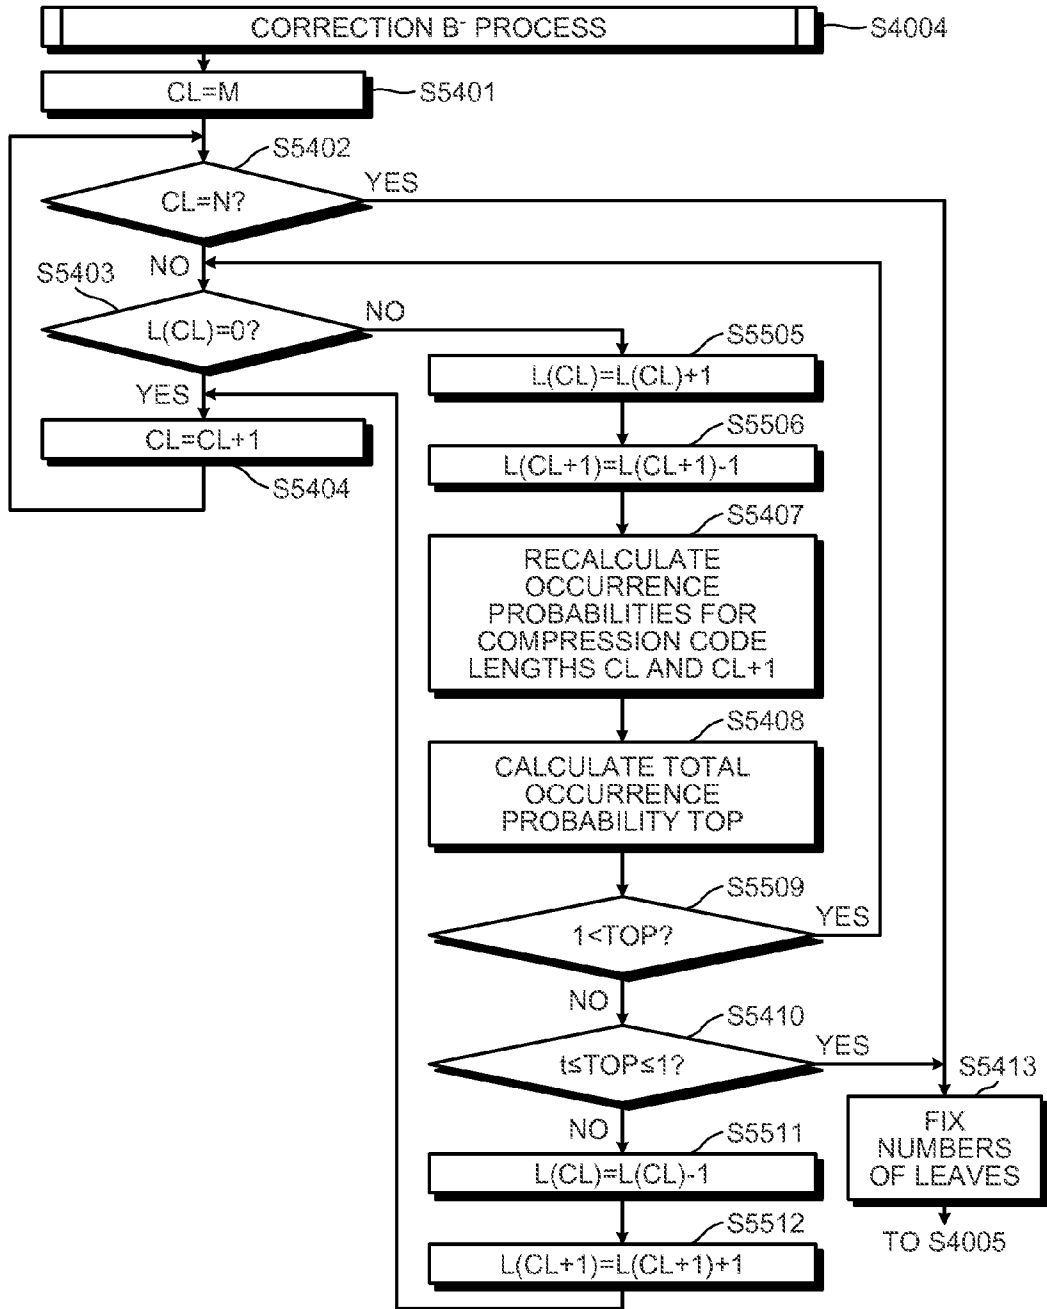 CORRECTION B⁻ PROCESS
S4004
CL=M
S5401
S5402
CL=N?
YES
NO
S5403
L(CL)=0?
NO
YES
S5505
L(CL)=L(CL)+1
CL=CL+1
S5404
S5506
L(CL+1)=L(CL+1)-1
S5407
RECALCULATE
OCCURRENCE
PROBABILITIES FOR
COMPRESSION CODE
LENGTHS CL AND CL+1
S5408
CALCULATE TOTAL
OCCURRENCE
PROBABILITY TOP
S5509
1<TOP?
YES
NO
S5410
t≤TOP≤1?
YES
NO
S5413
FIX
NUMBERS
OF LEAVES
TO S4005
S5511
L(CL)=L(CL)-1
S5512
L(CL+1)=L(CL+1)+1